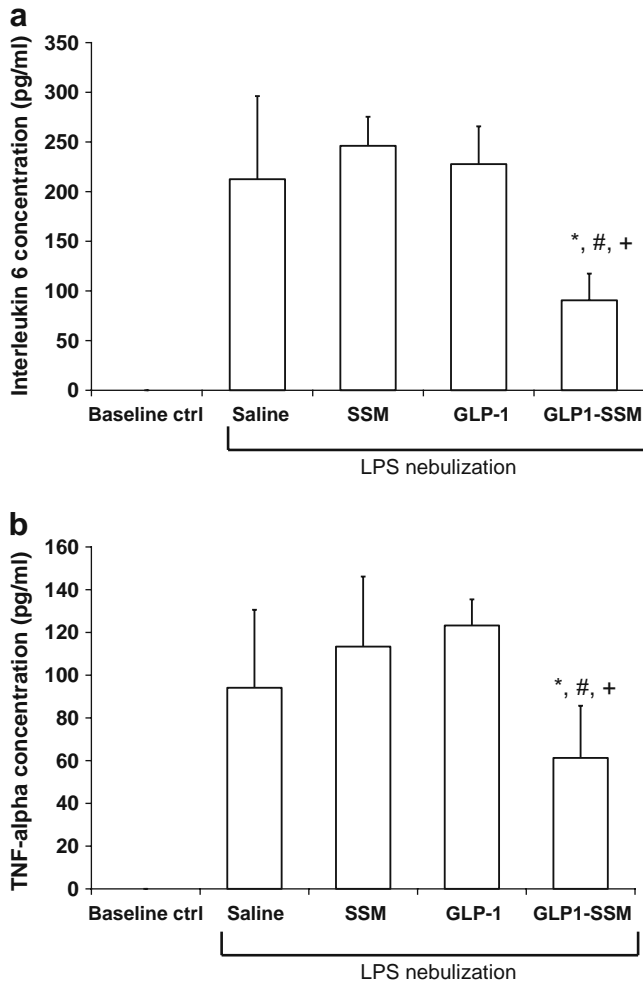 a
Interleukin 6 concentration (pg/ml)
350
300
250
200
150
100
50
0
*, #, +
Baseline ctrl Saline SSM GLP-1 GLP1-SSM
LPS nebulization
b
TNF-alpha concentration (pg/ml)
160
140
120
100
80
60
40
20
0
*, #, +
Baseline ctrl Saline SSM GLP-1 GLP1-SSM
LPS nebulization